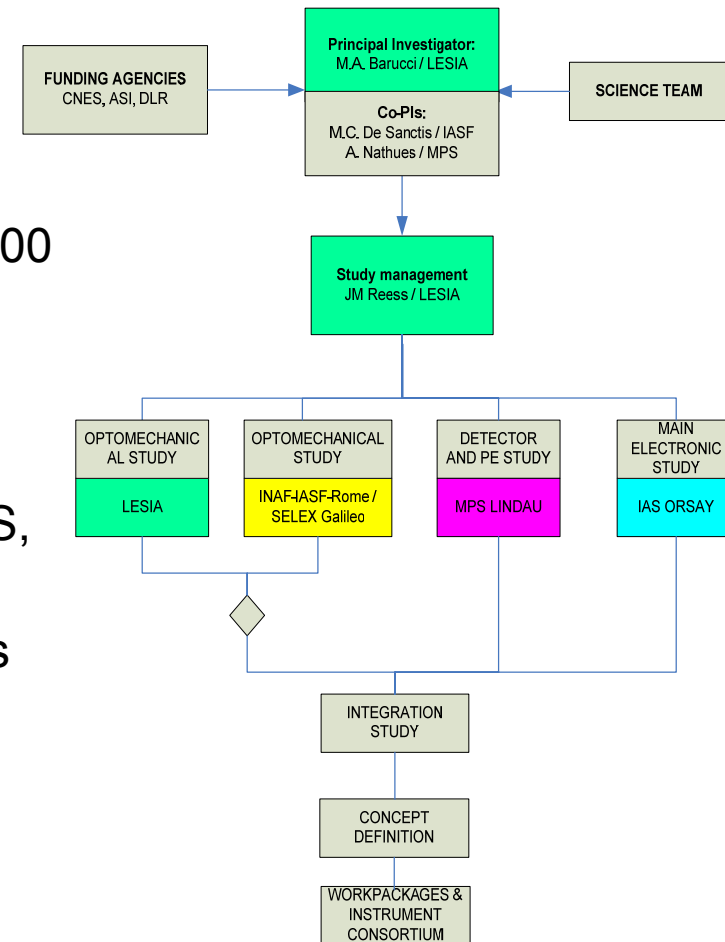 Principal Investigator:
M.A. Barucci / LESIA
FUNDING AGENCIES
CNES, ASI, DLR
SCIENCE TEAM
Co-PIs:
M.C. De Sanctis / IASF
A. Nathues / MPS
00
Study management
JM Reess / LESIA
OPTOMECHANIC
AL STUDY
LESIA
OPTOMECHANICAL
STUDY
INAF-IASF-Rome /
SELEX Galileo
DETECTOR
AND PE STUDY
MPS LINDAU
MAIN
ELECTRONIC
STUDY
IAS ORSAY
S,
s
INTEGRATION
STUDY
CONCEPT
DEFINITION
WORKPACKAGES &
INSTRUMENT
CONSORTIUM